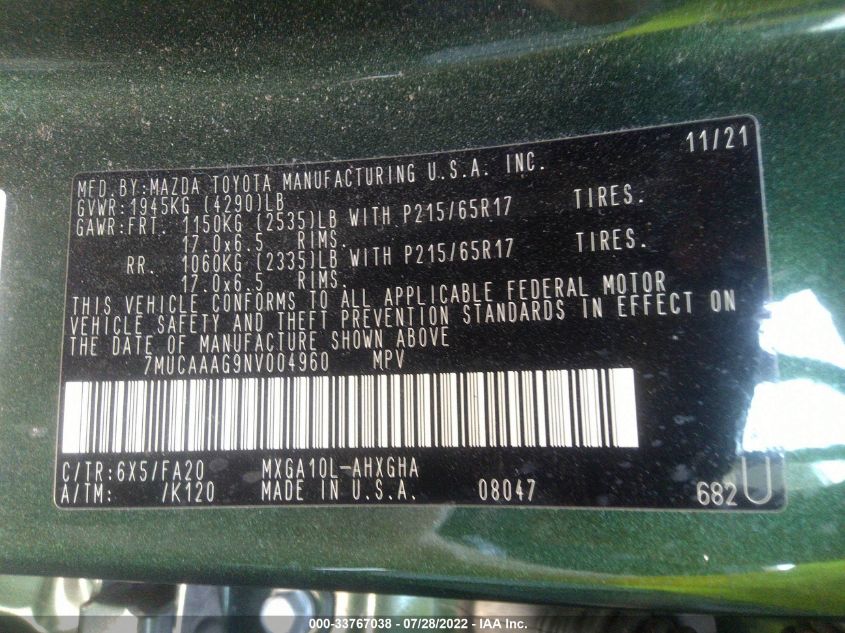 11/21
MFD.BY:MAZDA TOYOTA MANUFACTURING U.S.A. INC.
GVWR:1945KG (4290)LB
GAWR:FRT. 1150KG (2535)LB WITH P215/65R17 TIRES.
17.0x6.5 RIMS.
RR. 1060KG (2335)LB WITH P215/65R17 TIRES.
17.0x6.5 RIMS.
THIS VEHICLE CONFORMS TO ALL APPLICABLE FEDERAL MOTOR
VEHICLE SAFETY AND THEFT PREVENTION STANDARDS IN EFFECT ON
THE DATE OF MANUFACTURE SHOWN ABOVE
7MUCAAAG9NV004960 MPV
C/TR:6X5/FA20 MXGA10L-AHXGHA
A/TM: /K120 MADE IN U.S.A. 08047 682 U
000-33767038 - 07/28/2022 - IAA Inc.